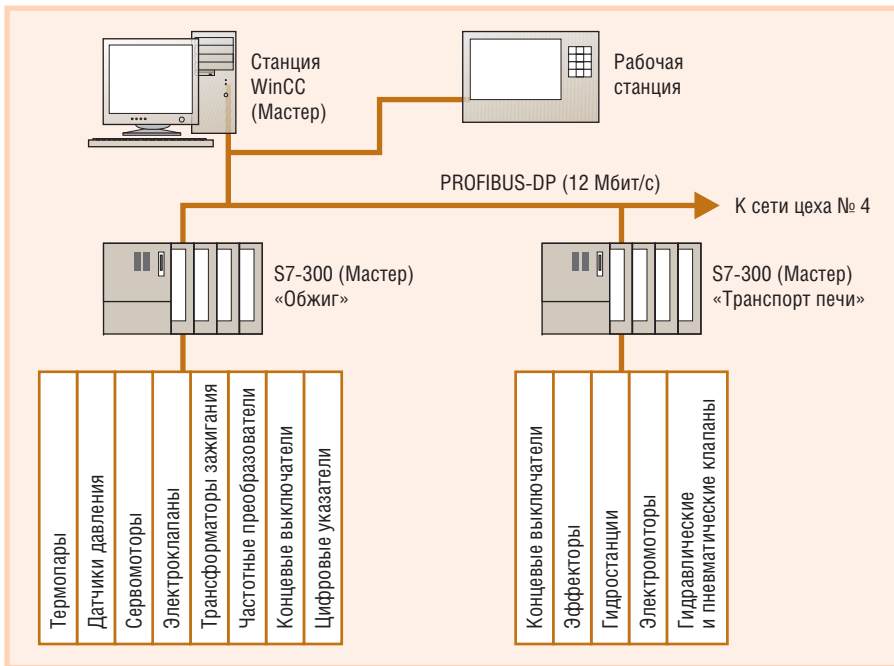 Станция
WinCC
(Мастер)
Рабочая
станция
PROFIBUS-DP (12 Мбит/с)
К сети цеха № 4
S7-300 (Мастер)
«Обжиг»
S7-300 (Мастер)
«Транспорт печи»
Термопары
Датчики давления
Сервомоторы
Электроклапаны
Трансформаторы зажигания
Частотные преобразователи
Концевые выключатели
Цифровые указатели
Концевые выключатели
Эффекторы
Гидростанции
Электромоторы
Гидравлические
и пневматические клапаны